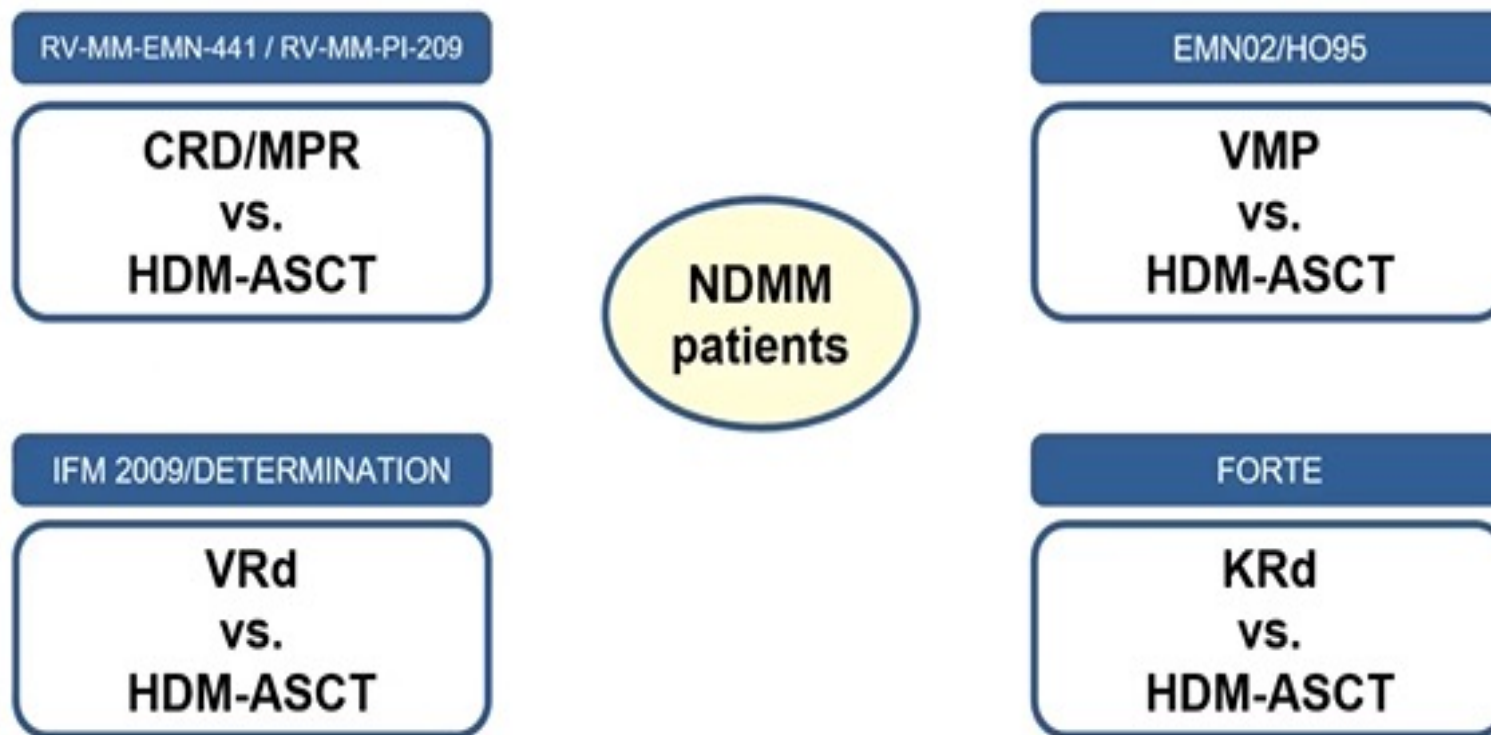 RV-MM-EMN-441 / RV-MM-PI-209
CRD/MPR
vs.
HDM-ASCT
EMN02/HO95
VMP
vs.
HDM-ASCT
NDMM
patients
IFM 2009/DETERMINATION
VRd
vs.
HDM-ASCT
FORTE
KRd
vs.
HDM-ASCT